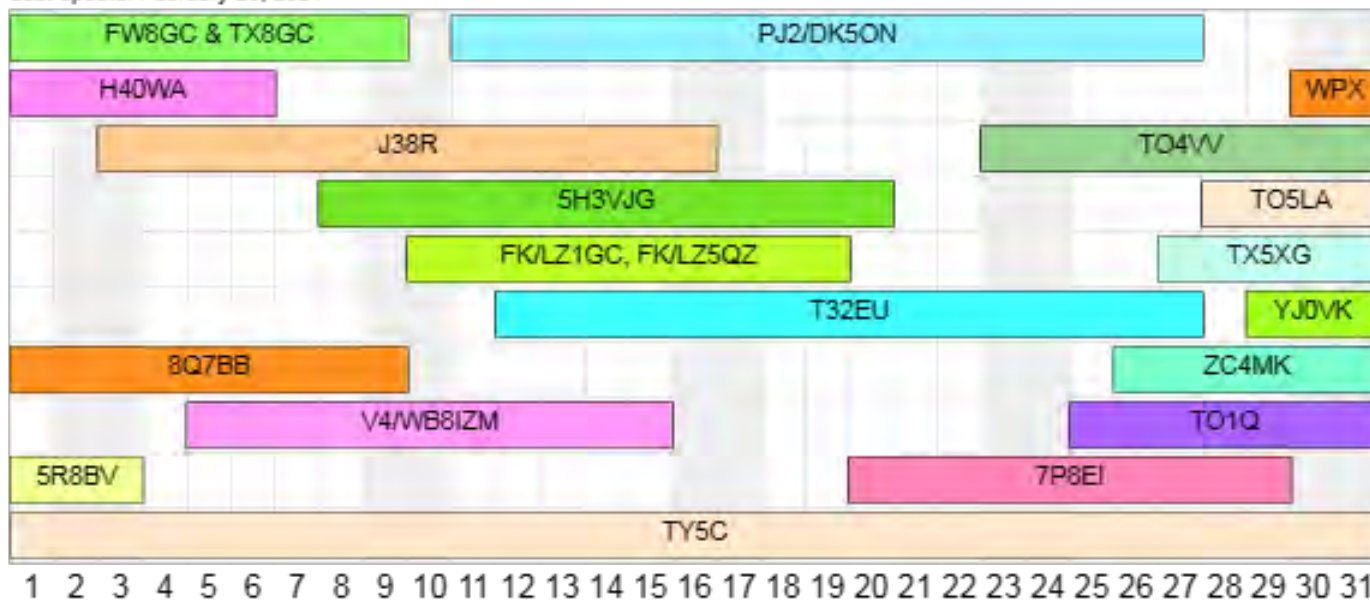 FW8GC & TX8GC PJ2/DK5ON
H40WA WPX
J38R TO4VV
5H3VJG TO5LA
FK/LZ1GC, FK/LZ5QZ TX5XG
T32EU YJ0VK
8Q7BB ZC4MK
V4/WB8IZM TO1Q
5R8BV 7P8EI
TY5C
1 2 3 4 5 6 7 8 9 10 11 12 13 14 15 16 17 18 19 20 21 22 23 24 25 26 27 28 29 30 31